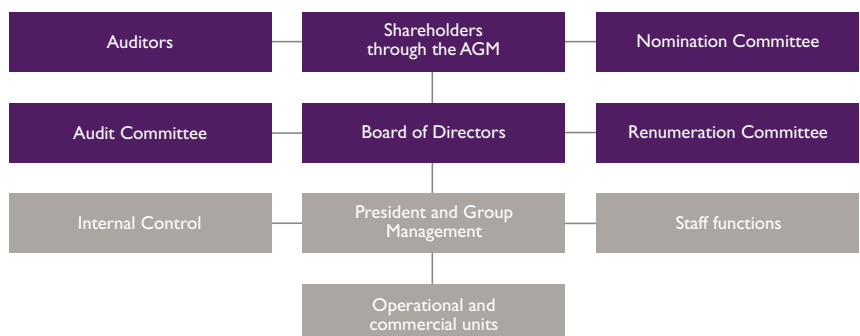 Auditors
Shareholders
through the AGM
Nomination Committee
Audit Committee
Board of Directors
Renumeration Committee
Internal Control
President and Group
Management
Staff functions
Operational and
commercial units